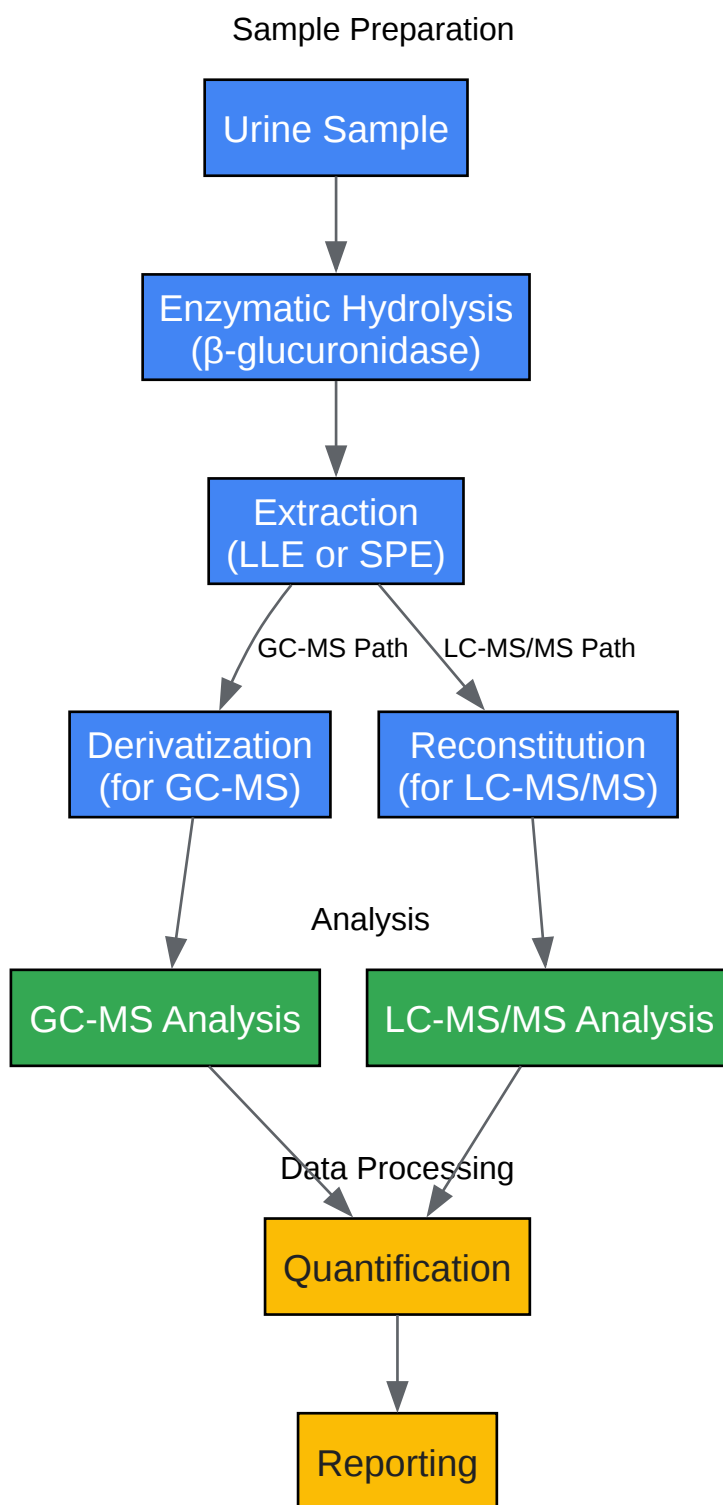 Sample Preparation
Urine Sample
Enzymatic Hydrolysis
(β-glucuronidase)
Extraction
(LLE or SPE)
GC-MS Path
LC-MS/MS Path
Derivatization
(for GC-MS)
Reconstitution
(for LC-MS/MS)
Analysis
GC-MS Analysis
LC-MS/MS Analysis
Data Processing
Quantification
Reporting